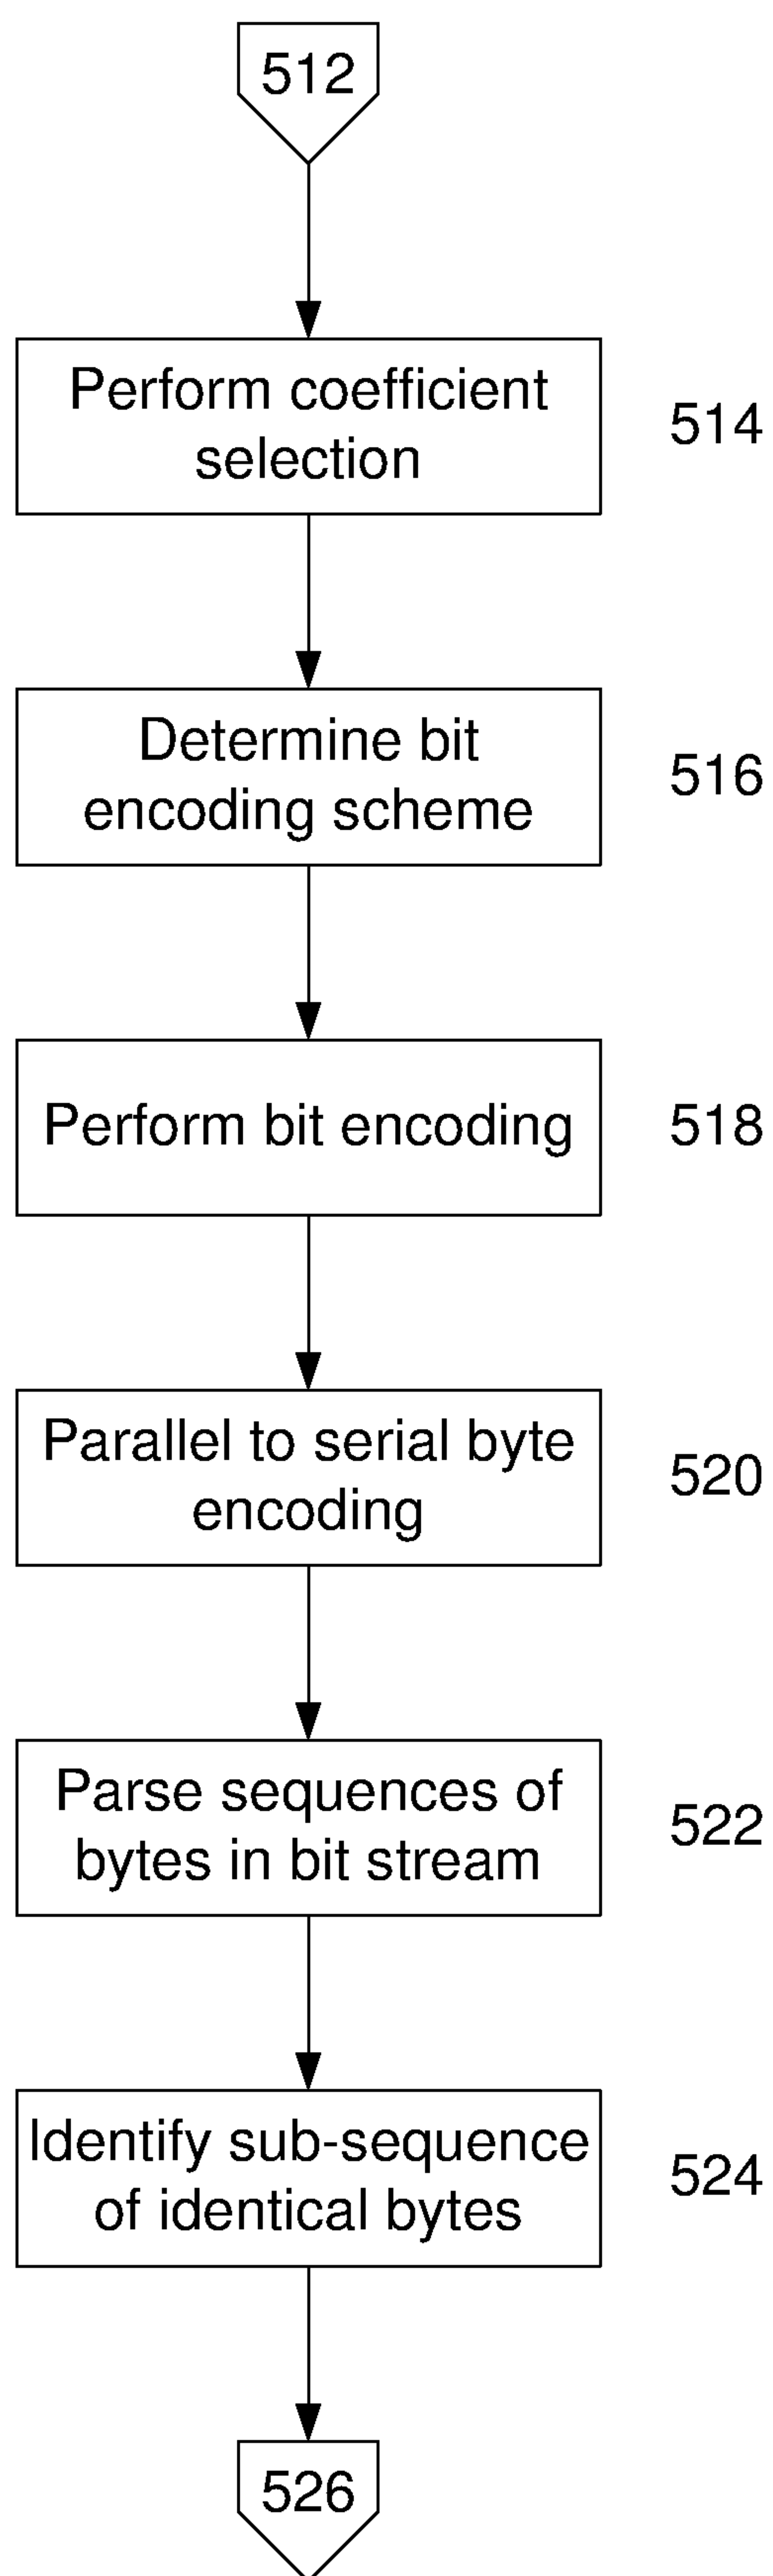 512
Perform coefficient
selection
514
Determine bit
encoding scheme
516
Perform bit encoding
518
Parallel to serial byte
encoding
520
Parse sequences of
bytes in bit stream
522
Identify sub-sequence
of identical bytes
524
526